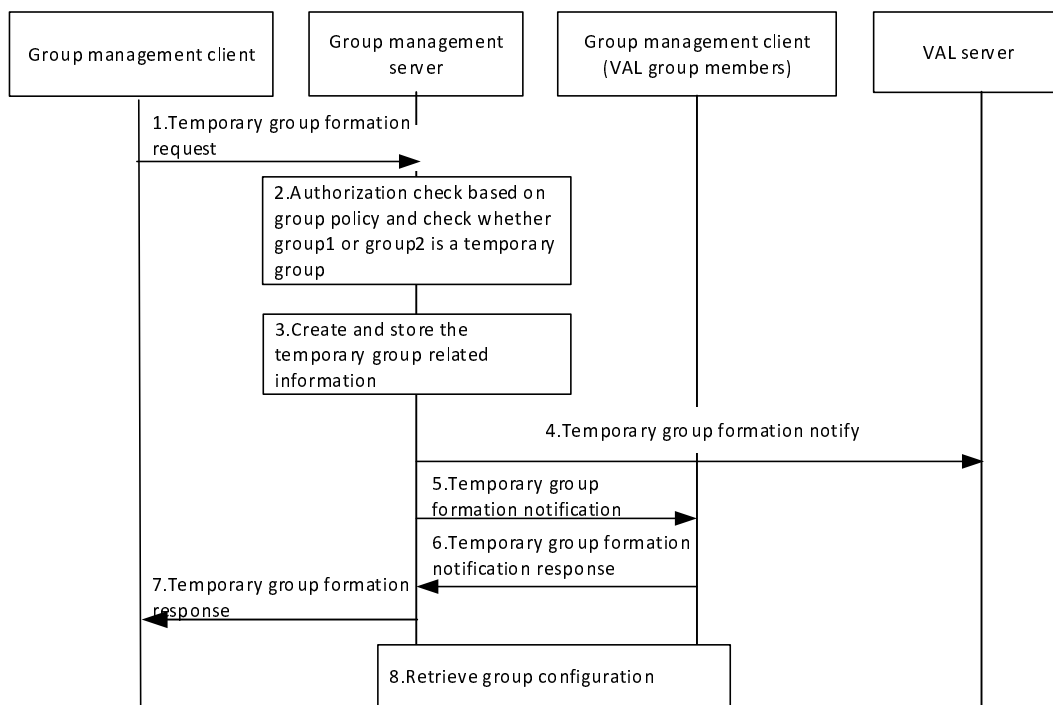 Group management client
Group management
server
Group management client
(VAL group members)
VAL server
1.Temporary group formation
request
2.Authorization check based on
group policy and check whether
group1 or group2 is a temporary
group
3.Create and store the
temporary group related
information
4.Temporary group formation notify
5.Temporary group
formation notification
6.Temporary group formation
notification response
7.Temporary group formation
response
8.Retrieve group configuration